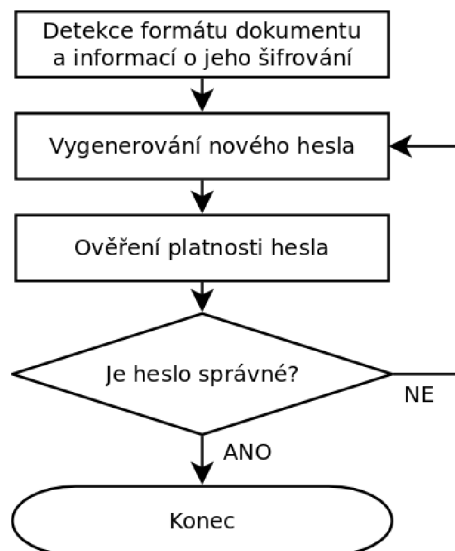 Detekce formátu dokumentu
a informací o jeho šifrování
Vygenerování nového hesla
Ověření platnosti hesla
Je heslo správné?
NE
ANO
Konec